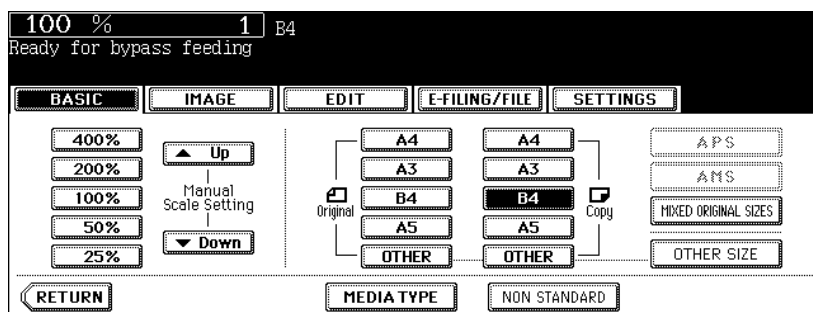 100 % 1 B4
Ready for bypass feeding
BASIC IMAGE EDIT E-FILING/FILE SETTINGS
400% ▲ Up A4 A4 APS
200% A3 A3 AMS
100% Manual Scale Setting Original B4 B4 Copy MIXED ORIGINAL SIZES
50% A5 A5
25% ▼ Down OTHER OTHER OTHER SIZE
RETURN MEDIA TYPE NON STANDARD